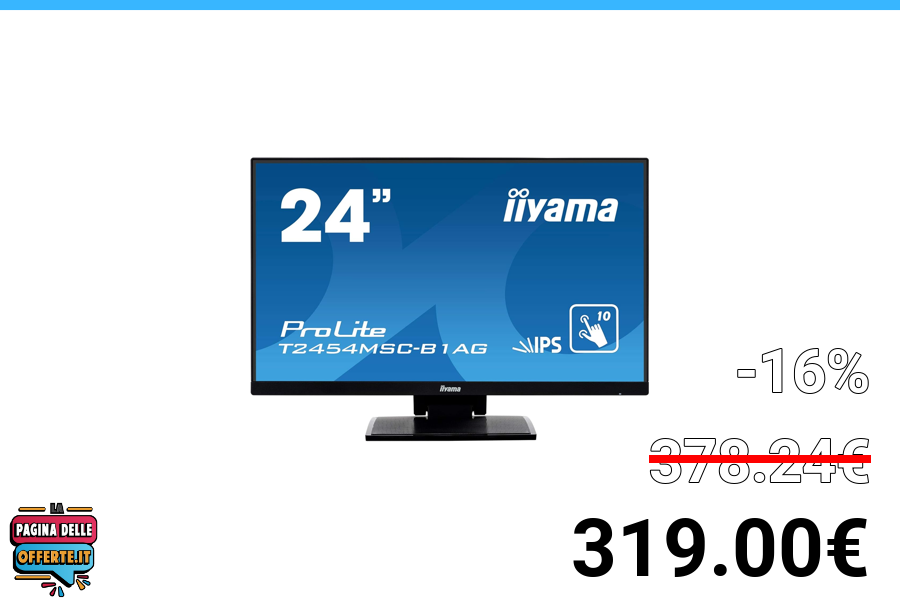 24”
iiyama
ProLite
T2454MSC-B1AG
IPS
10
iiyama
-16%
378.24€
319.00€
LA
PAGINA DELLE
OFFERTE.IT